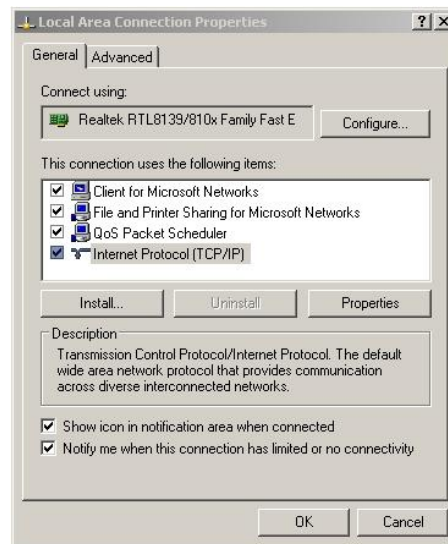 Local Area Connection Properties
General
Advanced
Connect using:
Realtek RTL8139/810x Family Fast E
Configure...
This connection uses the following items:
Client for Microsoft Networks
File and Printer Sharing for Microsoft Networks
QoS Packet Scheduler
Internet Protocol (TCP/IP)
Install...
Uninstall
Properties
Description
Transmission Control Protocol/Internet Protocol. The default
wide area network protocol that provides communication
across diverse interconnected networks.
Show icon in notification area when connected
Notify me when this connection has limited or no connectivity
OK
Cancel